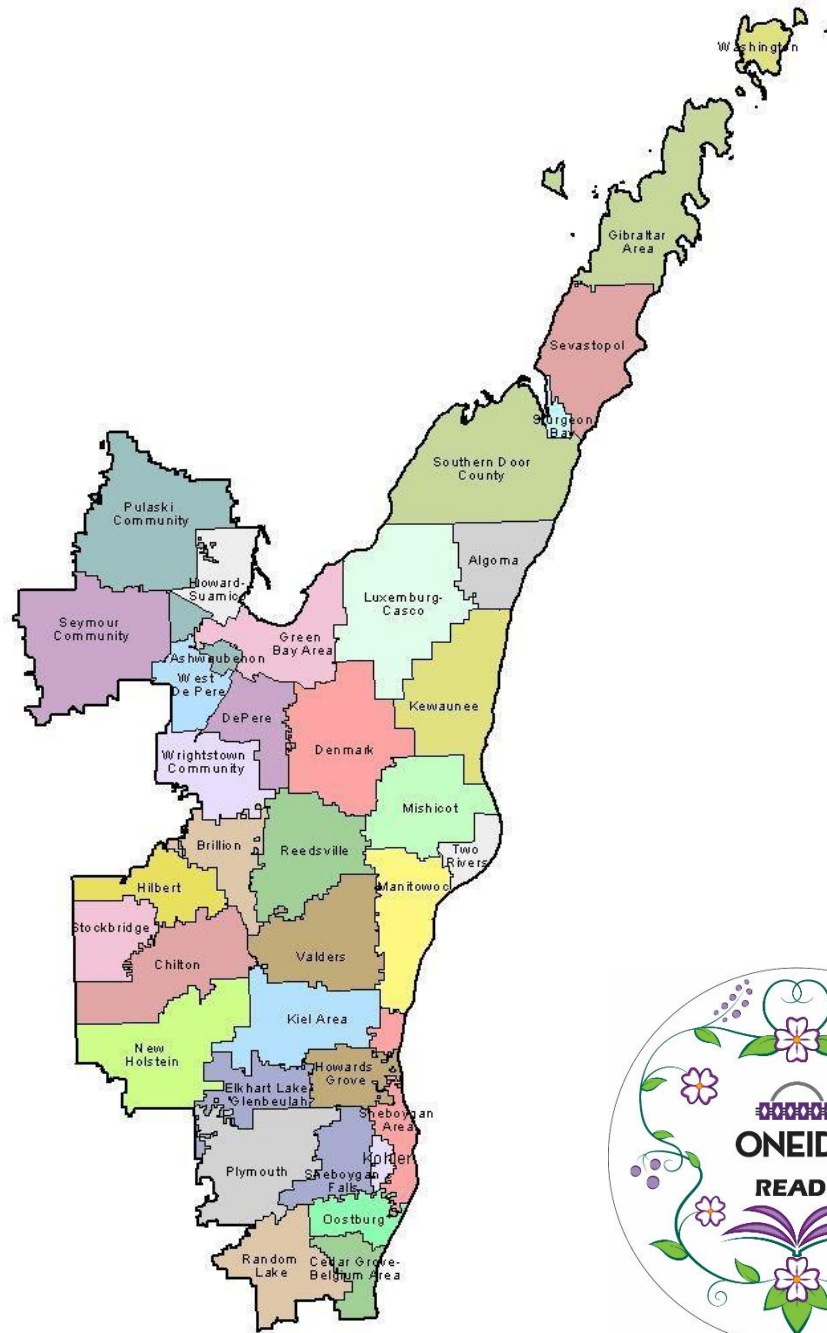 Washington
Gibraltar
Area
Sevastopol
Sturgeon
Bay
Southern Door
County
Pulaski
Community
Algoma
Howard-
Suamico
Luxemburg-
Casco
Seymour
Community
Green
Bay Area
Ashwaubenon
West
De Pere
DePere
Kewaunee
Denmark
Wrightstown
Community
Mishicot
Brillion
Reedsville
Two
Rivers
Hilbert
Manitowoc
Stockbridge
Chilton
Valders
Kiel Area
New
Holstein
Howards
Grove
Elkhart Lake
Glenbeulah
Sheboygan
Area
Kohler
Plymouth
Sheboygan
Falls
Oostburg
Random
Lake
Cedar Grove-
Belgium Area
ONEID
READ